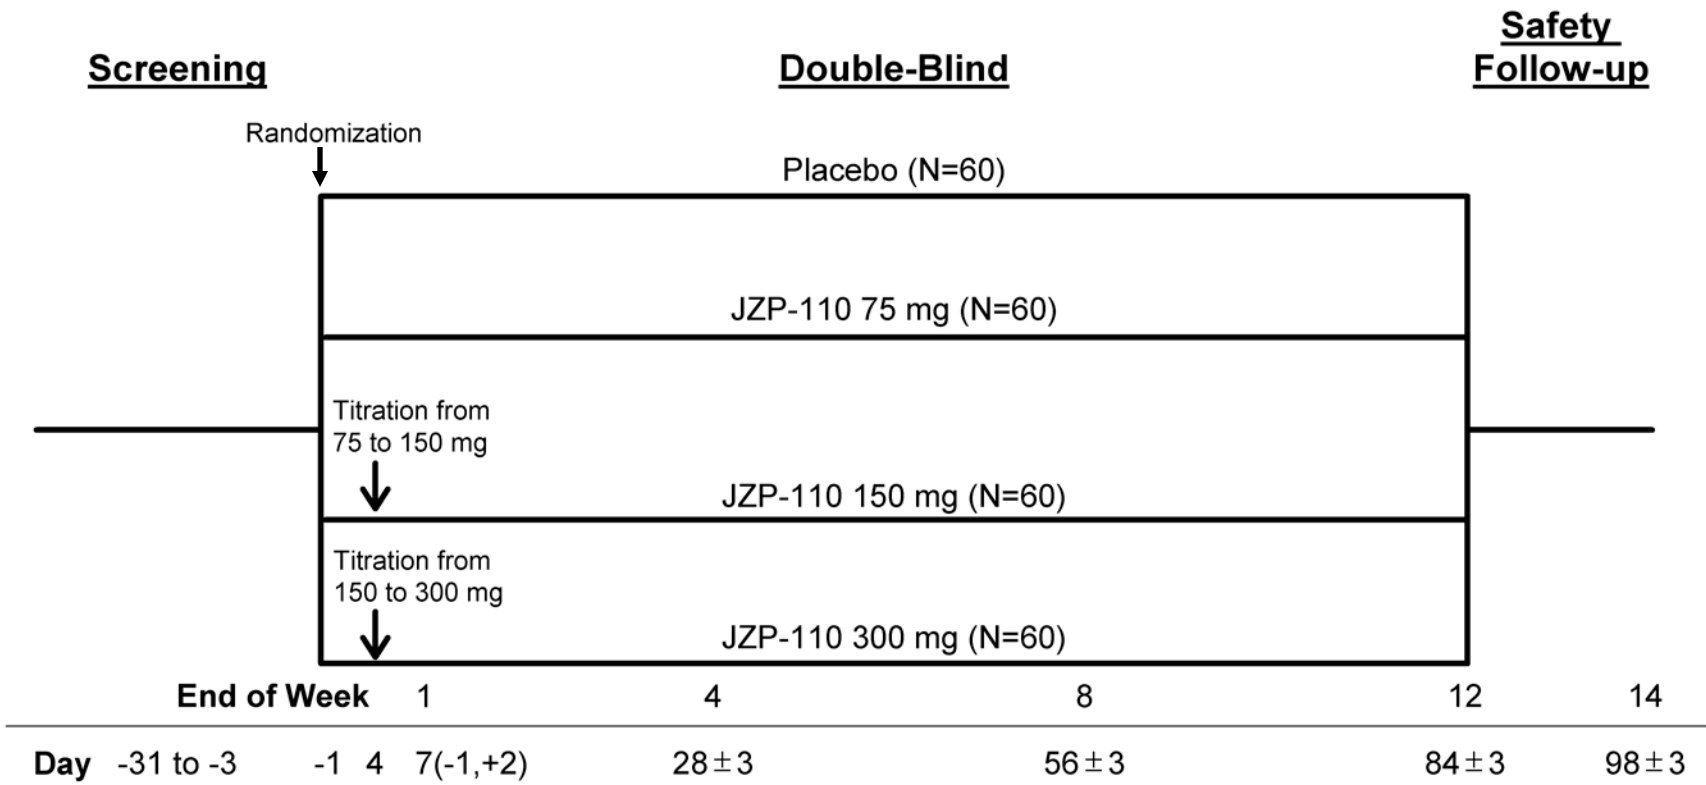 Screening
Double-Blind
Safety
Follow-up
Randomization
Placebo (N=60)
JZP-110 75 mg (N=60)
Titration from
75 to 150 mg
JZP-110 150 mg (N=60)
Titration from
150 to 300 mg
JZP-110 300 mg (N=60)
End of Week 1 4 8 12 14
Day -31 to -3 -1 4 7(-1,+2) 28±3 56±3 84±3 98±3